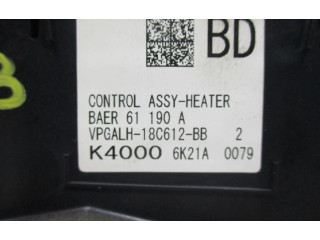 BD
CONTROL ASSY-HEATER
BAER 61 190 A
VPGALH-18C612-BB 2
K4000 6K21A 0079